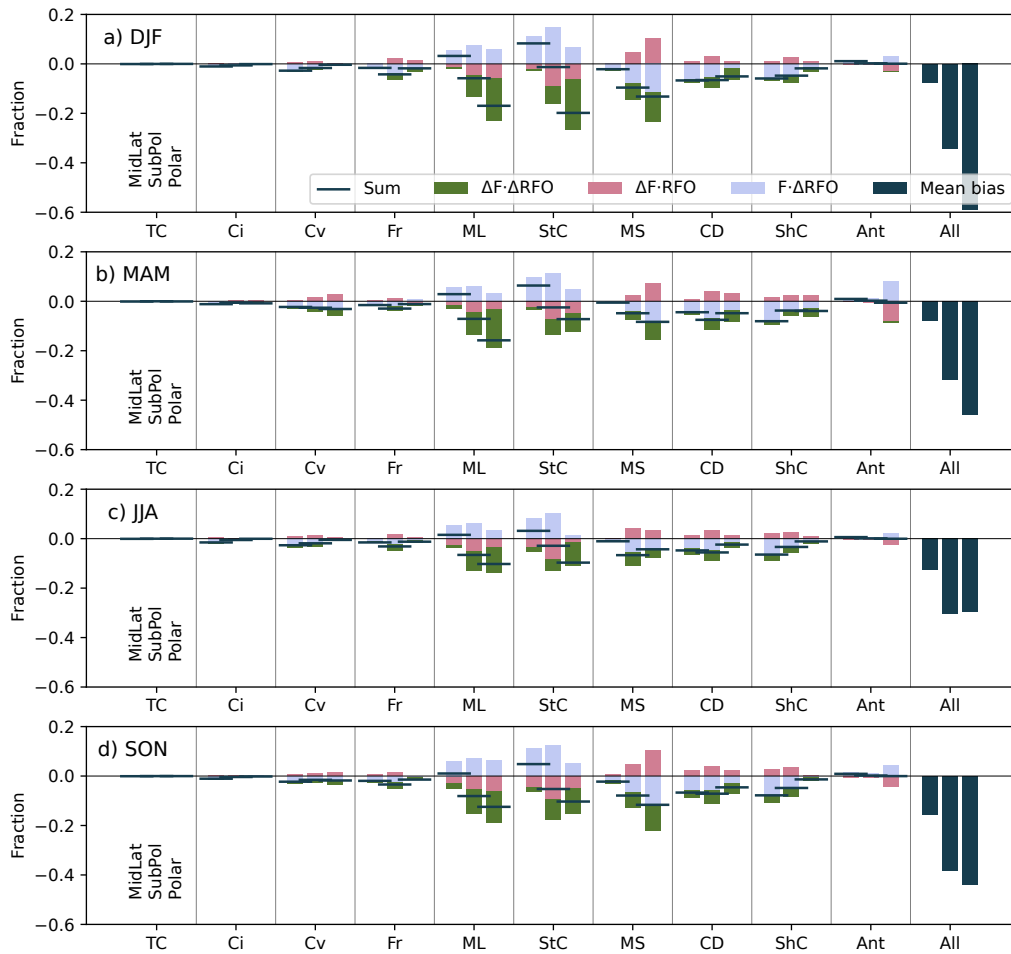 a) DJF
0.2
0.0
−0.2
−0.4
−0.6
Fraction
MidLat
SubPol
Polar
Sum ΔF·ΔRFO ΔF·RFO F·ΔRFO Mean bias
TC Ci Cv Fr ML StC MS CD ShC Ant All
b) MAM
0.2
0.0
−0.2
−0.4
−0.6
Fraction
MidLat
SubPol
Polar
TC Ci Cv Fr ML StC MS CD ShC Ant All
c) JJA
0.2
0.0
−0.2
−0.4
−0.6
Fraction
MidLat
SubPol
Polar
TC Ci Cv Fr ML StC MS CD ShC Ant All
d) SON
0.2
0.0
−0.2
−0.4
−0.6
Fraction
MidLat
SubPol
Polar
TC Ci Cv Fr ML StC MS CD ShC Ant All